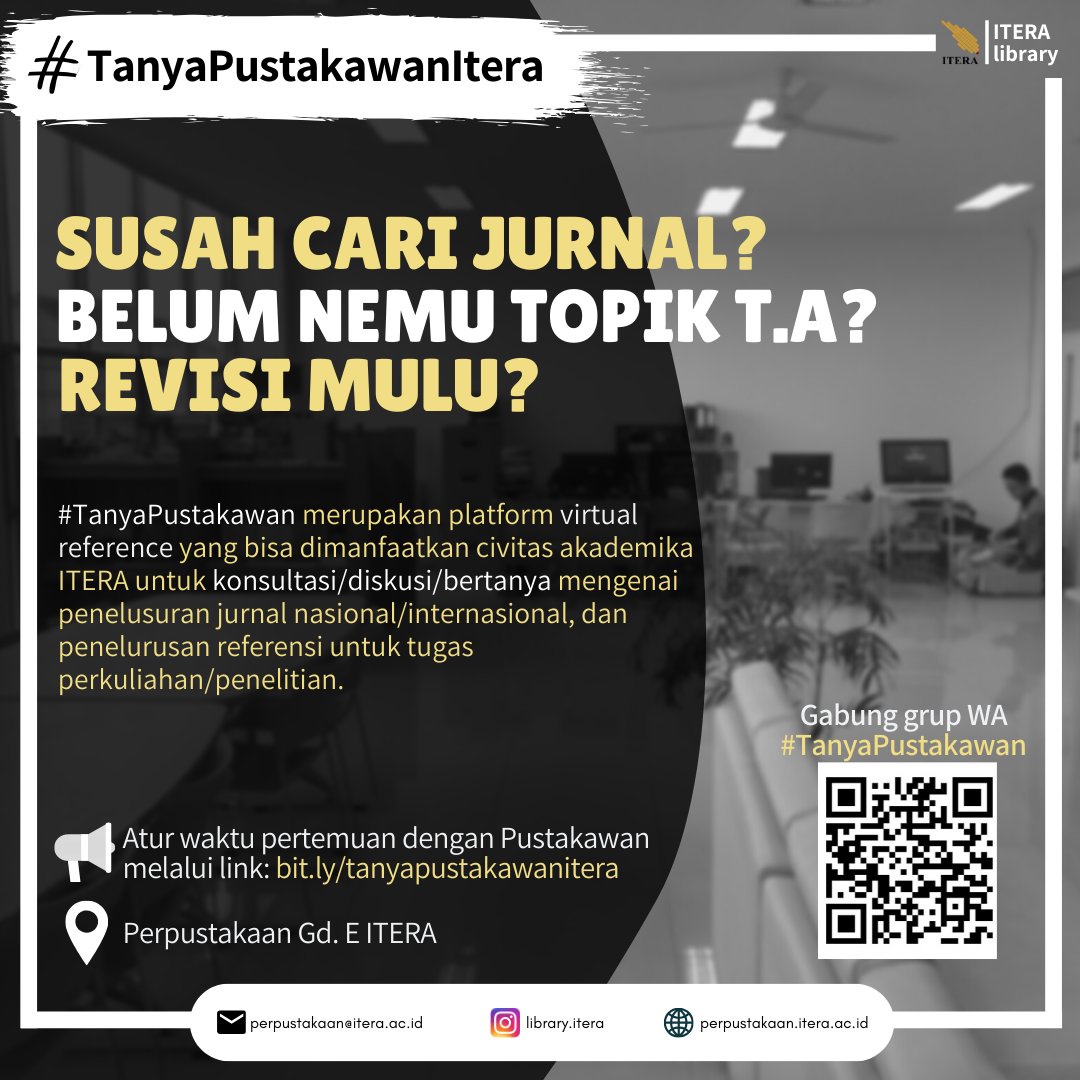 #TanyaPustakawanItera
ITERA
ITERA
library
SUSAH CARI JURNAL?
BELUM NEMU TOPIK T.A?
REVISI MULU?
#TanyaPustakawan merupakan platform virtual
reference yang bisa dimanfaatkan civitas akademika
ITERA untuk konsultasi/diskusi/bertanya mengenai
penelusuran jurnal nasional/internasional, dan
penelurusan referensi untuk tugas
perkuliahan/penelitian.
Gabung grup WA
#TanyaPustakawan
Atur waktu pertemuan dengan Pustakawan
melalui link: bit.ly/tanyapustakawanitera
Perpustakaan Gd. E ITERA
perpustakaan@itera.ac.id
library.itera
perpustakaan.itera.ac.id